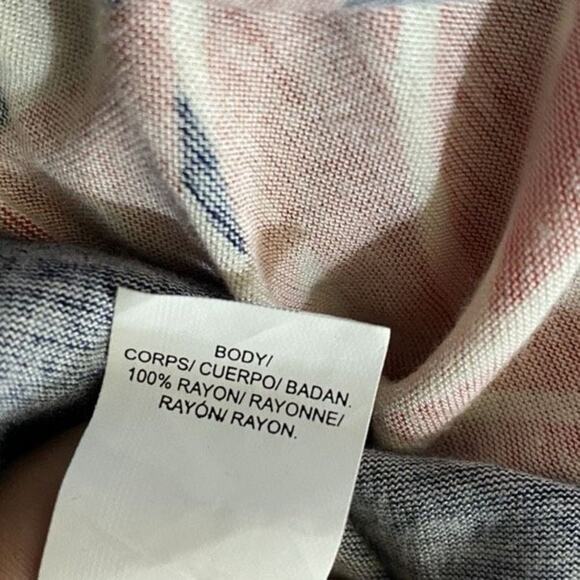 BODY/
CORPS/ CUERPO/ BADAN.
100% RAYON/ RAYONNE/
RAYÓN/ RAYON.